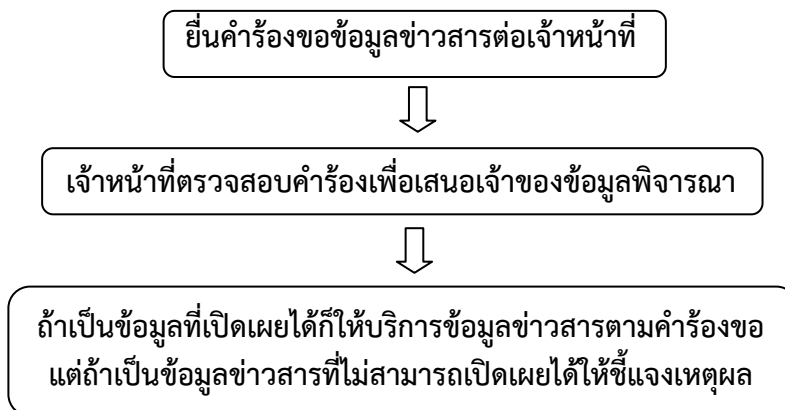 ยื่นคำร้องขอข้อมูลข่าวสารต่อเจ้าหน้าที่
เจ้าหน้าที่ตรวจสอบคำร้องเพื่อเสนอเจ้าของข้อมูลพิจารณา
ถ้าเป็นข้อมูลที่เปิดเผยได้ก็ให้บริการข้อมูลข่าวสารตามคำร้องขอ
แต่ถ้าเป็นข้อมูลข่าวสารที่ไม่สามารถเปิดเผยได้ให้ชี้แจงเหตุผล